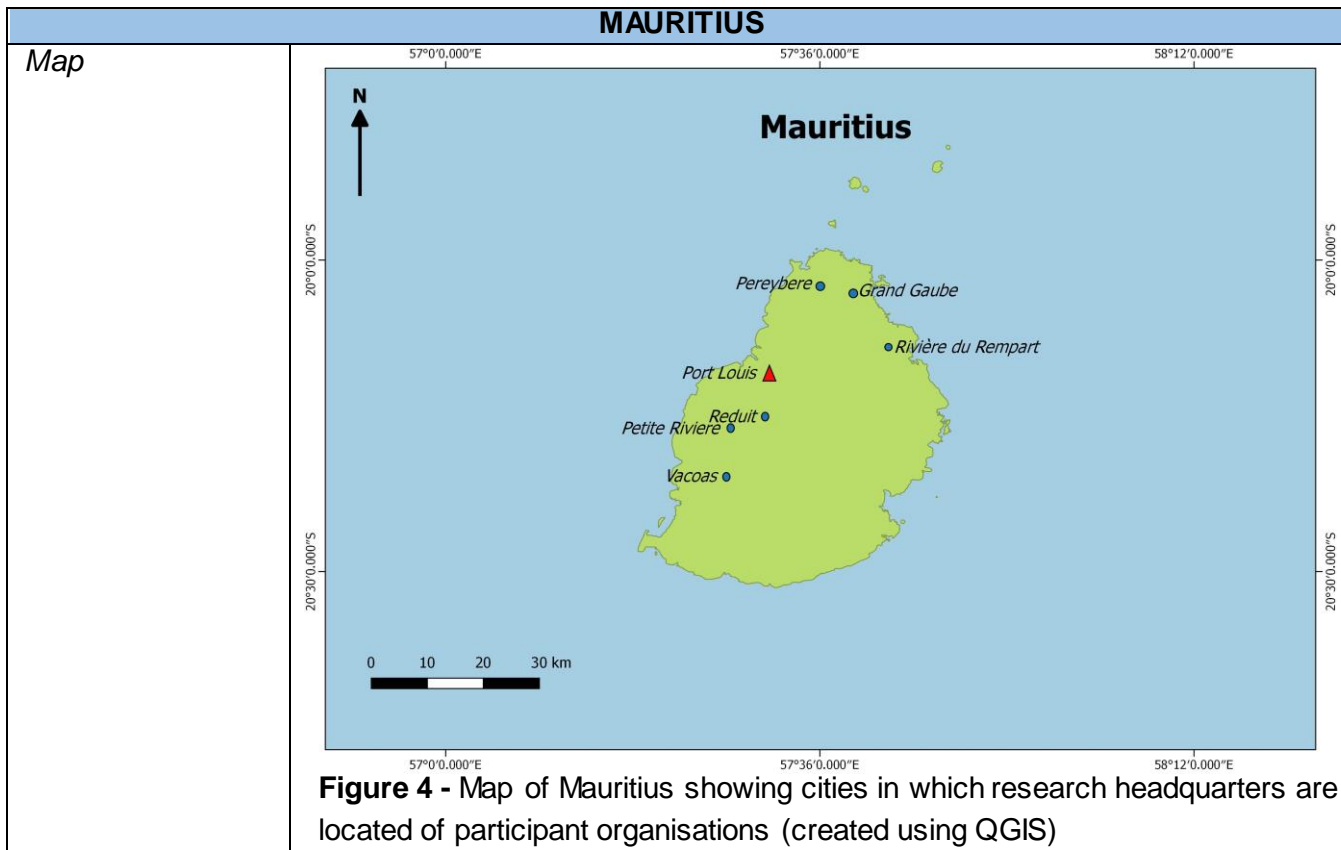 MAURITIUS
Map
57°0'0.000"E 57°36'0.000"E 58°12'0.000"E
N
Mauritius
20°0'0.000"S 20°0'0.000"S
Pereybere Grand Gaube
Rivière du Rempart
Port Louis
Reduit
Petite Riviere
Vacoas
20°30'0.000"S 20°30'0.000"S
0 10 20 30 km
57°0'0.000"E 57°36'0.000"E 58°12'0.000"E
Figure 4 - Map of Mauritius showing cities in which research headquarters are
located of participant organisations (created using QGIS)